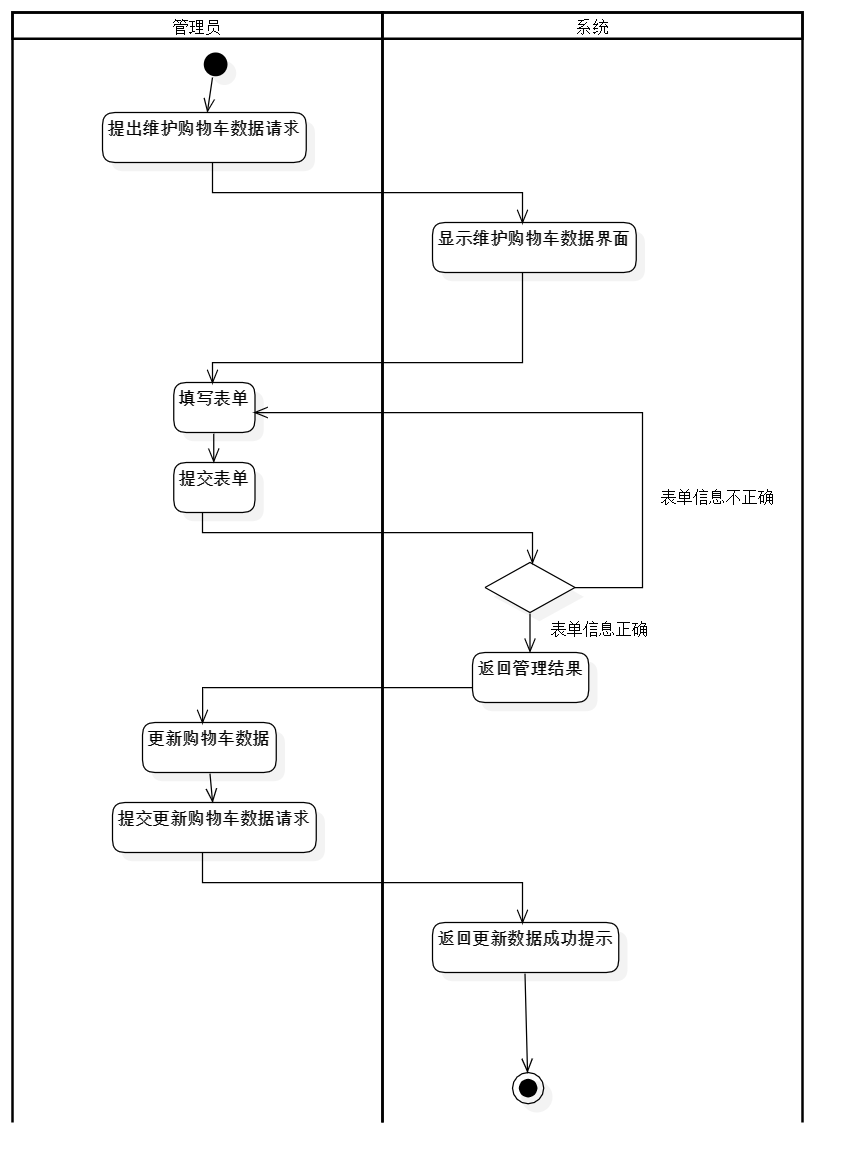 管理员
系统
提出维护购物车数据请求
显示维护购物车数据界面
填写表单
提交表单
表单信息不正确
表单信息正确
返回管理结果
更新购物车数据
提交更新购物车数据请求
返回更新数据成功提示